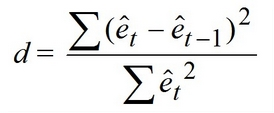 d = ∑(ê_t − ê_{t−1})² / ∑ê_t²